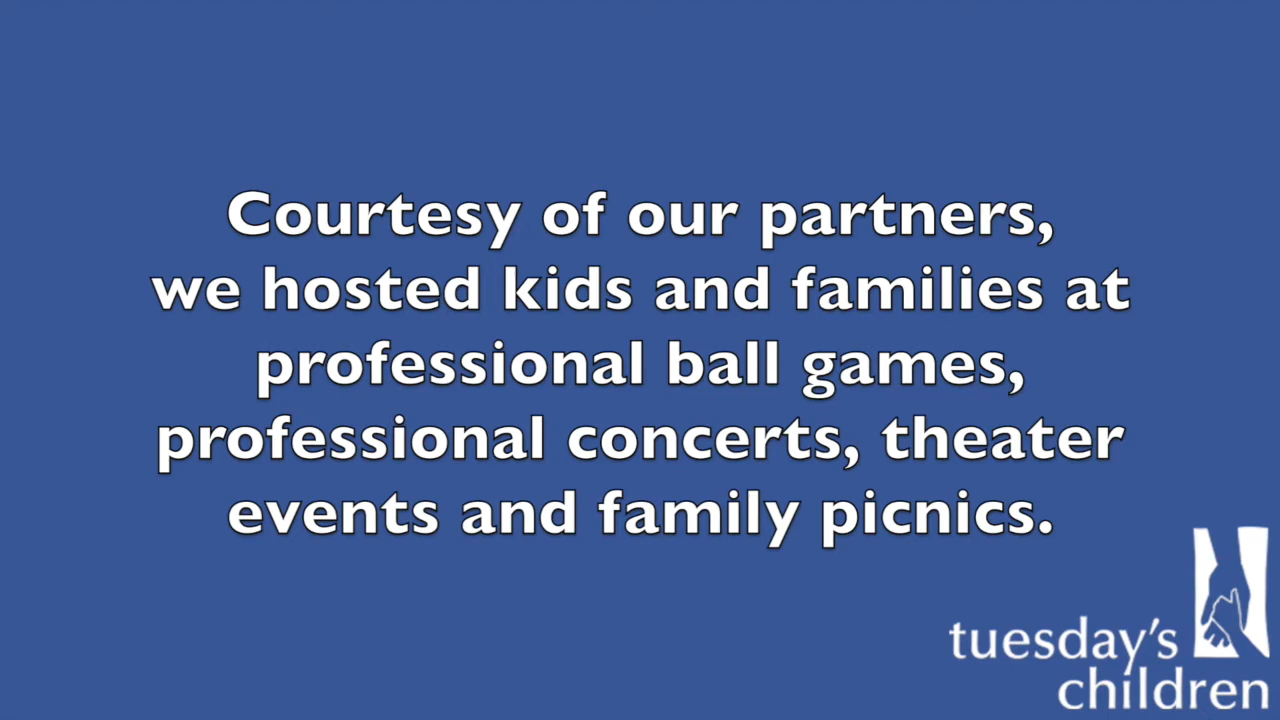 Courtesy of our partners,
we hosted kids and families at
professional ball games,
professional concerts, theater
events and family picnics.
tuesday's
children